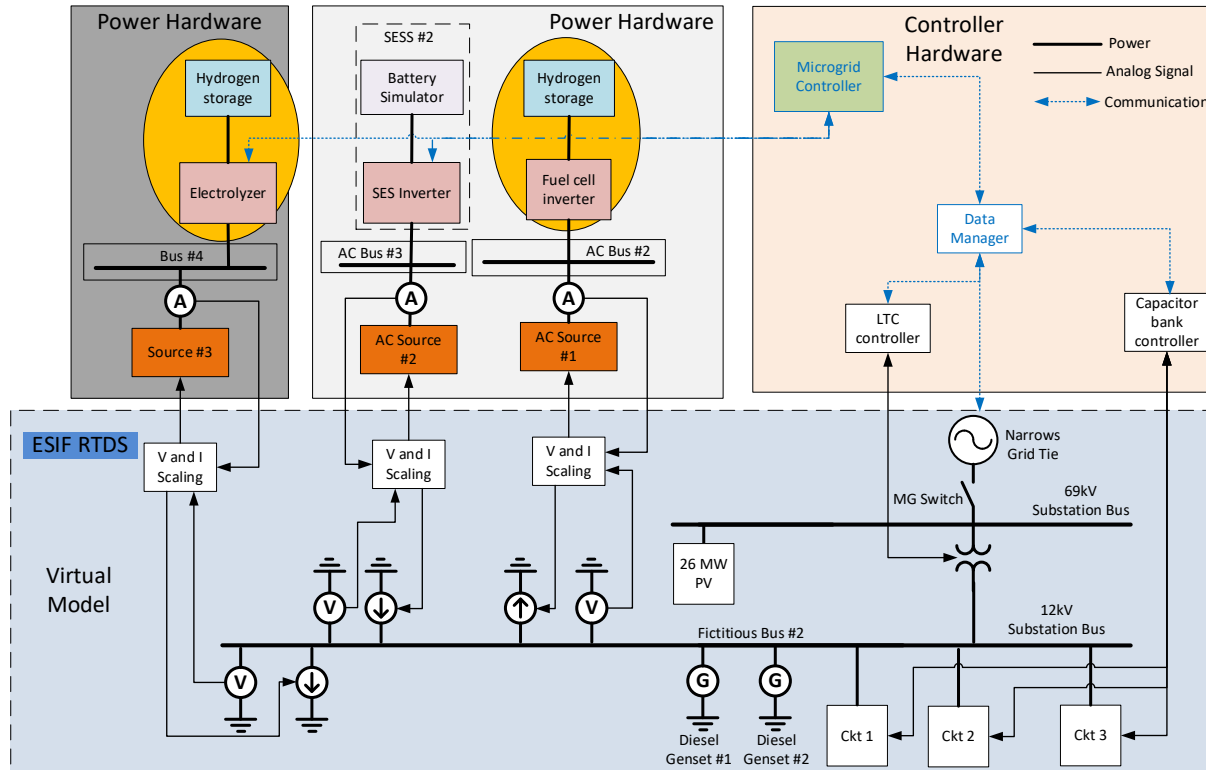 Power Hardware
Hydrogen
storage
Electrolyzer
Bus #4
A
Source #3
Power Hardware
SESS #2
Battery
Simulator
SES Inverter
AC Bus #3
A
AC Source
#2
Hydrogen
storage
Fuel cell
inverter
AC Bus #2
A
AC Source
#1
Controller
Hardware
Power
Analog Signal
Communication
Microgrid
Controller
Data
Manager
LTC
controller
Capacitor
bank
controller
ESIF RTDS
V and I
Scaling
V and I
Scaling
V and I
Scaling
Narrows
Grid Tie
MG Switch
69kV
Substation Bus
26 MW
PV
Virtual
Model
V
V
12kV
Substation Bus
Fictitious Bus #2
V
G
G
Diesel
Genset #1
Diesel
Genset #2
Ckt 1
Ckt 2
Ckt 3